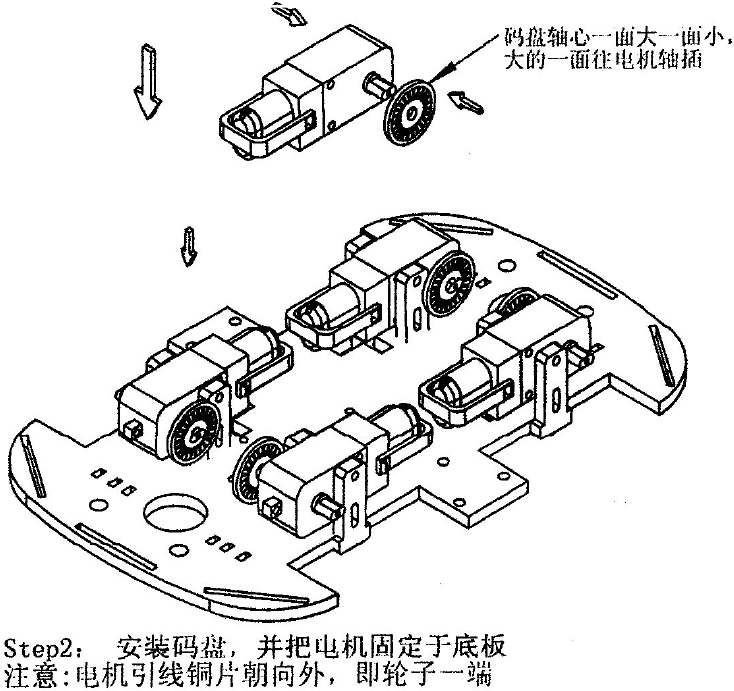 码盘轴心一面大一面小，
大的一面往电机轴插
Step2： 安装码盘，并把电机固定于底板
注意:电机引线铜片朝向外，即轮子一端